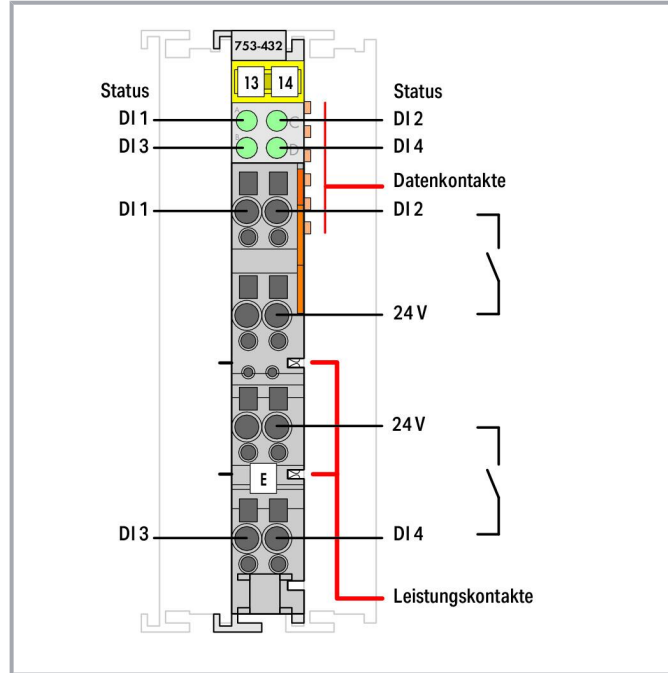 753-432
13 14
Status Status
A C
DI 1 DI 2
B D
DI 3 DI 4
Datenkontakte
DI 1 DI 2
24 V
24 V
E
DI 3 DI 4
Leistungskontakte